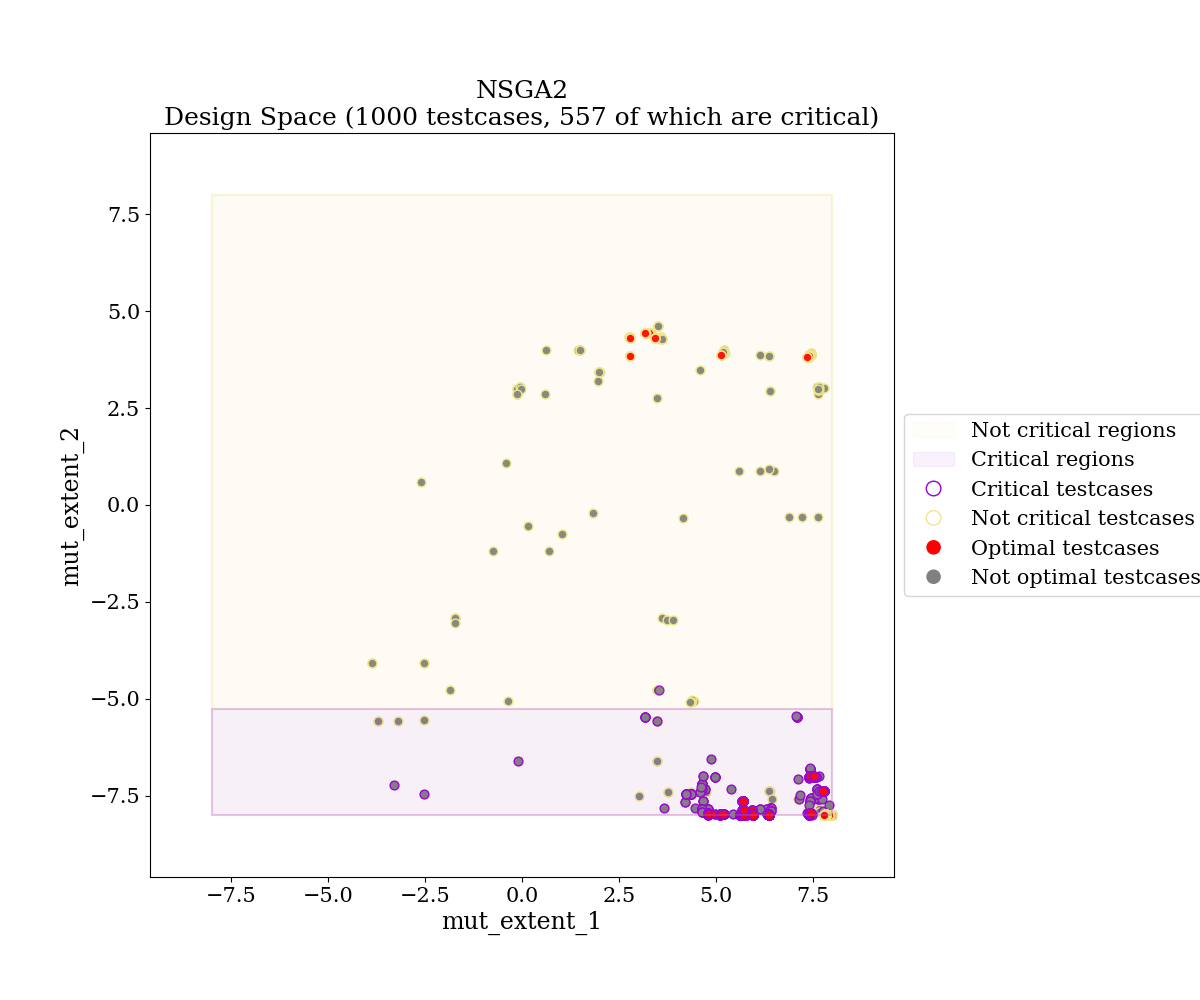 NSGA2
Design Space (1000 testcases, 557 of which are critical)
7.5
5.0
2.5
0.0
−2.5
−5.0
−7.5
mut_extent_2
−7.5
−5.0
−2.5
0.0
2.5
5.0
7.5
mut_extent_1
Not critical regions
Critical regions
Critical testcases
Not critical testcases
Optimal testcases
Not optimal testcases